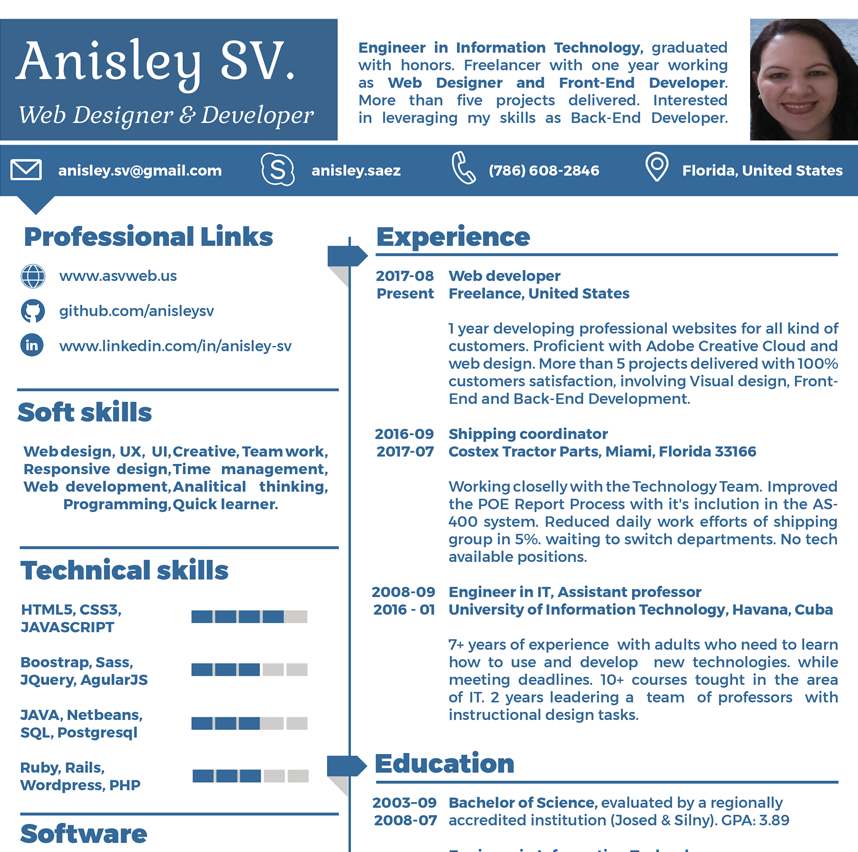 Anisley SV.
Web Designer & Developer
Engineer in Information Technology, graduated
with honors. Freelancer with one year working
as Web Designer and Front-End Developer.
More than five projects delivered. Interested
in leveraging my skills as Back-End Developer.
anisley.sv@gmail.com
anisley.saez
(786) 608-2846
Florida, United States
Professional Links
www.asvweb.us
github.com/anisleysv
in www.linkedin.com/in/anisley-sv
Soft skills
Web design, UX, UI,Creative, Team work,
Responsive design,Time management,
Web development,Analitical thinking,
Programming,Quick learner.
Technical skills
HTML5, CSS3,
JAVASCRIPT
Boostrap, Sass,
JQuery, AgularJS
JAVA, Netbeans,
SQL, Postgresql
Ruby, Rails,
Wordpress, PHP
Software
Experience
2017-08 Web developer
Present Freelance, United States
1 year developing professional websites for all kind of
customers. Proficient with Adobe Creative Cloud and
web design. More than 5 projects delivered with 100%
customers satisfaction, involving Visual design, Front-
End and Back-End Development.
2016-09 Shipping coordinator
2017-07 Costex Tractor Parts, Miami, Florida 33166
Working closelly with the Technology Team. Improved
the POE Report Process with it's inclution in the AS-
400 system. Reduced daily work efforts of shipping
group in 5%. waiting to switch departments. No tech
available positions.
2008-09 Engineer in IT, Assistant professor
2016 - 01 University of Information Technology, Havana, Cuba
7+ years of experience with adults who need to learn
how to use and develop new technologies. while
meeting deadlines. 10+ courses tought in the area
of IT. 2 years leadering a team of professors with
instructional design tasks.
Education
2003-09 Bachelor of Science, evaluated by a regionally
2008-07 accredited institution (Josed & Silny). GPA: 3.89